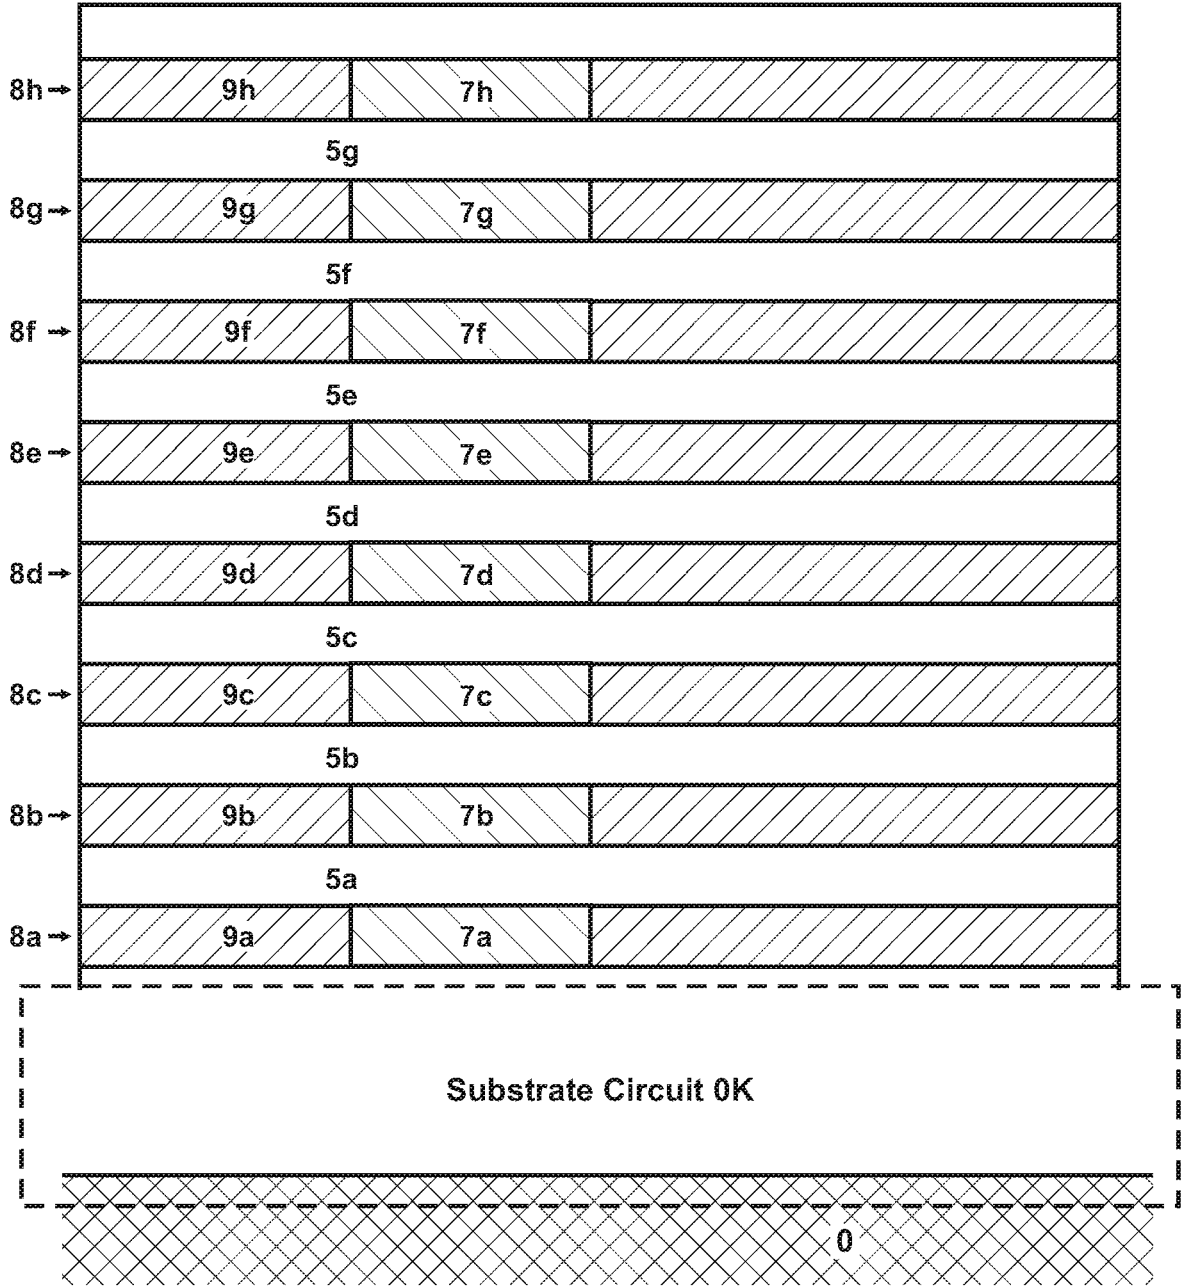 8h 9h 7h
5g
8g 9g 7g
5f
8f 9f 7f
5e
8e 9e 7e
5d
8d 9d 7d
5c
8c 9c 7c
5b
8b 9b 7b
5a
8a 9a 7a
Substrate Circuit 0K
0